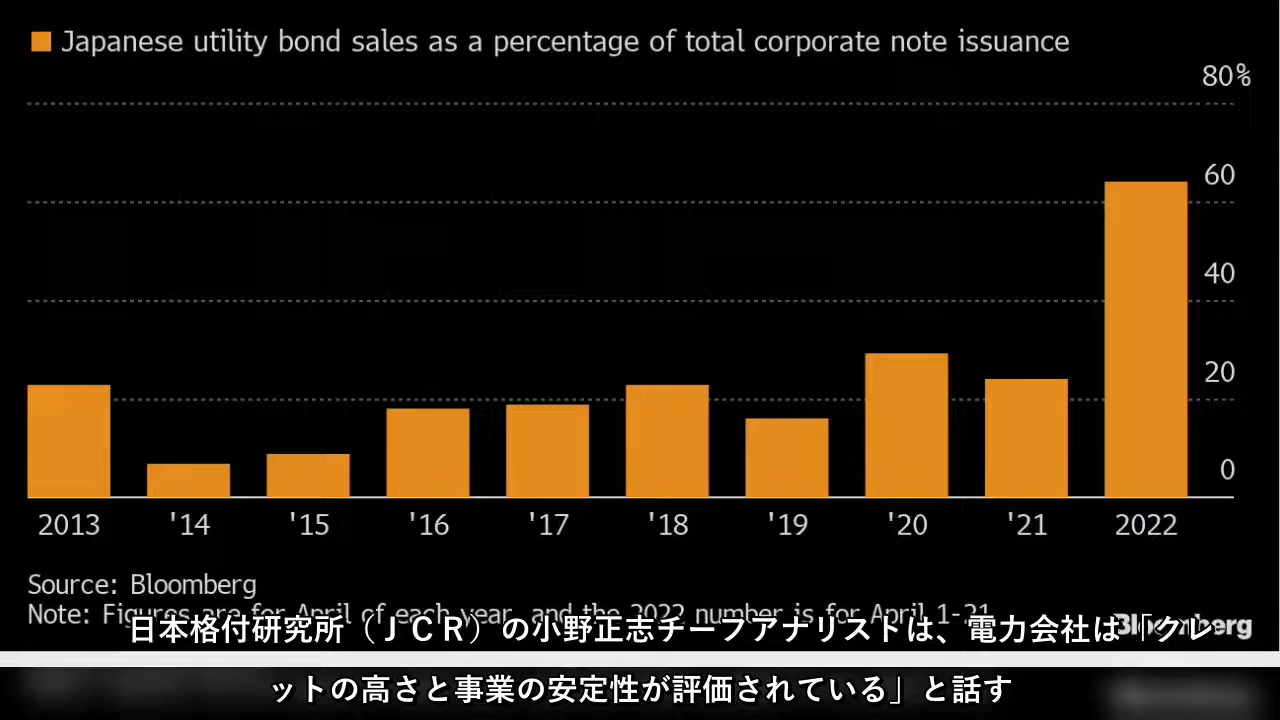 Japanese utility bond sales as a percentage of total corporate note issuance
80%
60
40
20
0
2013 '14 '15 '16 '17 '18 '19 '20 '21 2022
Source: Bloomberg
Note: Figures are for April of each year, and the 2022 number is for April 1-21
Bloomberg
日本格付研究所（ＪＣＲ）の小野正志チーフアナリストは、電力会社は「クレ
ットの高さと事業の安定性が評価されている」と話す